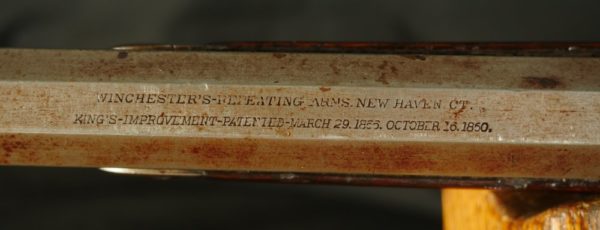 WINCHESTER'S-REPEATING ARMS. NEW HAVEN CT.
KING'S-IMPROVEMENT-PATENTED-MARCH 29. 1866. OCTOBER 16. 1860.